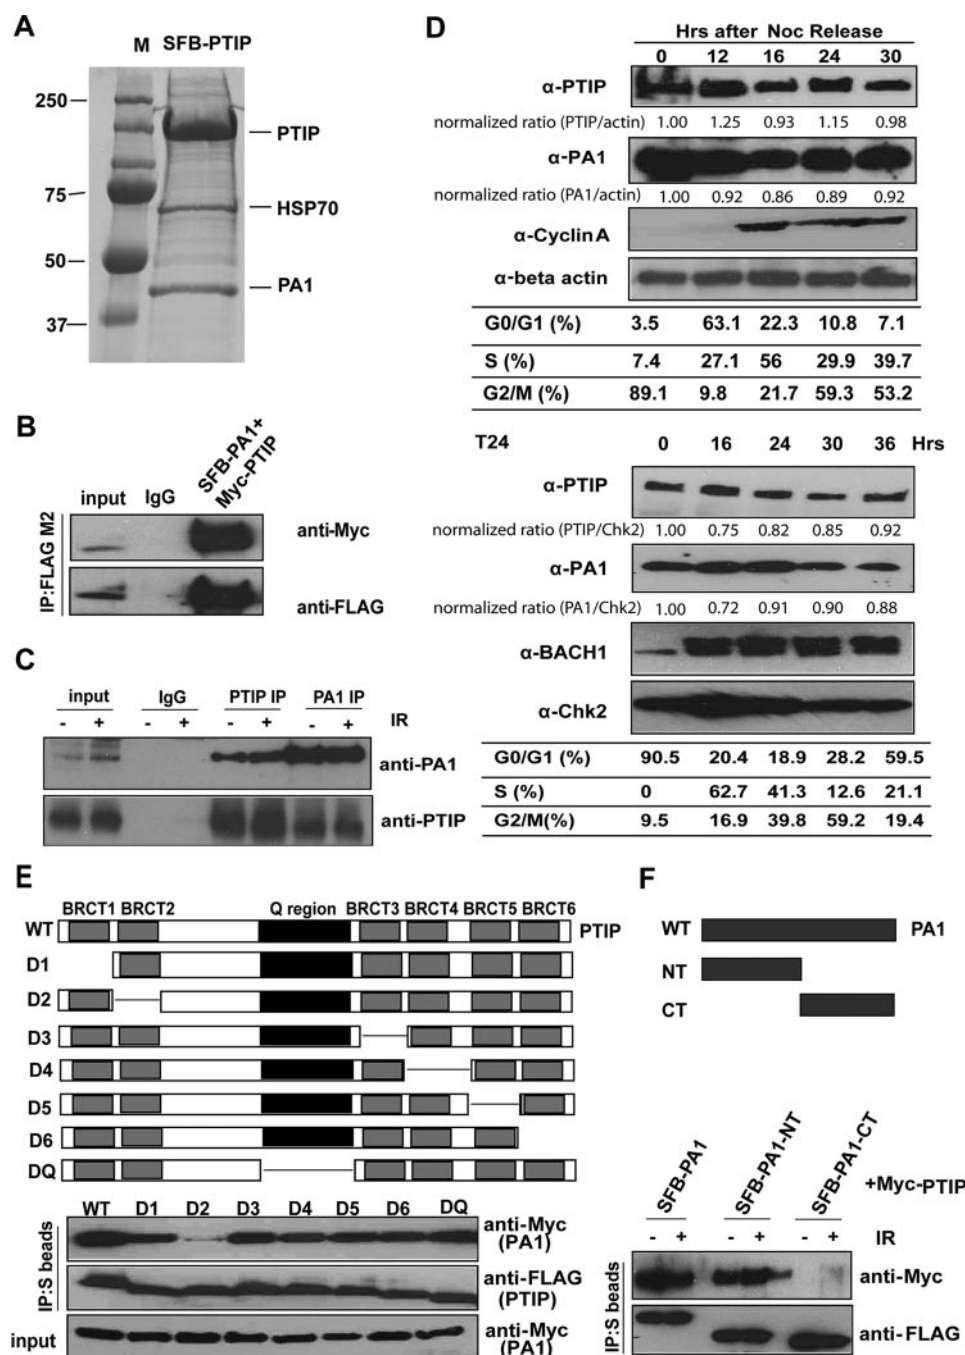 A
M SFB-PTIP
250
75
50
37
PTIP
HSP70
PA1
B
input IgG SFB-PA1+ Myc-PTIP
IP:FLAG M2
anti-Myc
anti-FLAG
C
input IgG PTIP IP PA1 IP
- + - + - + - + IR
anti-PA1
anti-PTIP
D
Hrs after Noc Release
0 12 16 24 30
α-PTIP
normalized ratio (PTIP/actin) 1.00 1.25 0.93 1.15 0.98
α-PA1
normalized ratio (PA1/actin) 1.00 0.92 0.86 0.89 0.92
α-Cyclin A
α-beta actin
G0/G1 (%) 3.5 63.1 22.3 10.8 7.1
S (%) 7.4 27.1 56 29.9 39.7
G2/M (%) 89.1 9.8 21.7 59.3 53.2
T24 0 16 24 30 36 Hrs
α-PTIP
normalized ratio (PTIP/Chk2) 1.00 0.75 0.82 0.85 0.92
α-PA1
normalized ratio (PA1/Chk2) 1.00 0.72 0.91 0.90 0.88
α-BACH1
α-Chk2
G0/G1 (%) 90.5 20.4 18.9 28.2 59.5
S (%) 0 62.7 41.3 12.6 21.1
G2/M(%) 9.5 16.9 39.8 59.2 19.4
E
BRCT1 BRCT2 Q region BRCT3 BRCT4 BRCT5 BRCT6
WT PTIP
D1
D2
D3
D4
D5
D6
DQ
WT D1 D2 D3 D4 D5 D6 DQ
IP:S beads
anti-Myc
(PA1)
anti-FLAG
(PTIP)
input
anti-Myc
(PA1)
F
WT PA1
NT
CT
SFB-PA1 SFB-PA1-NT SFB-PA1-CT +Myc-PTIP
- + - + - + IR
IP:S beads
anti-Myc
anti-FLAG